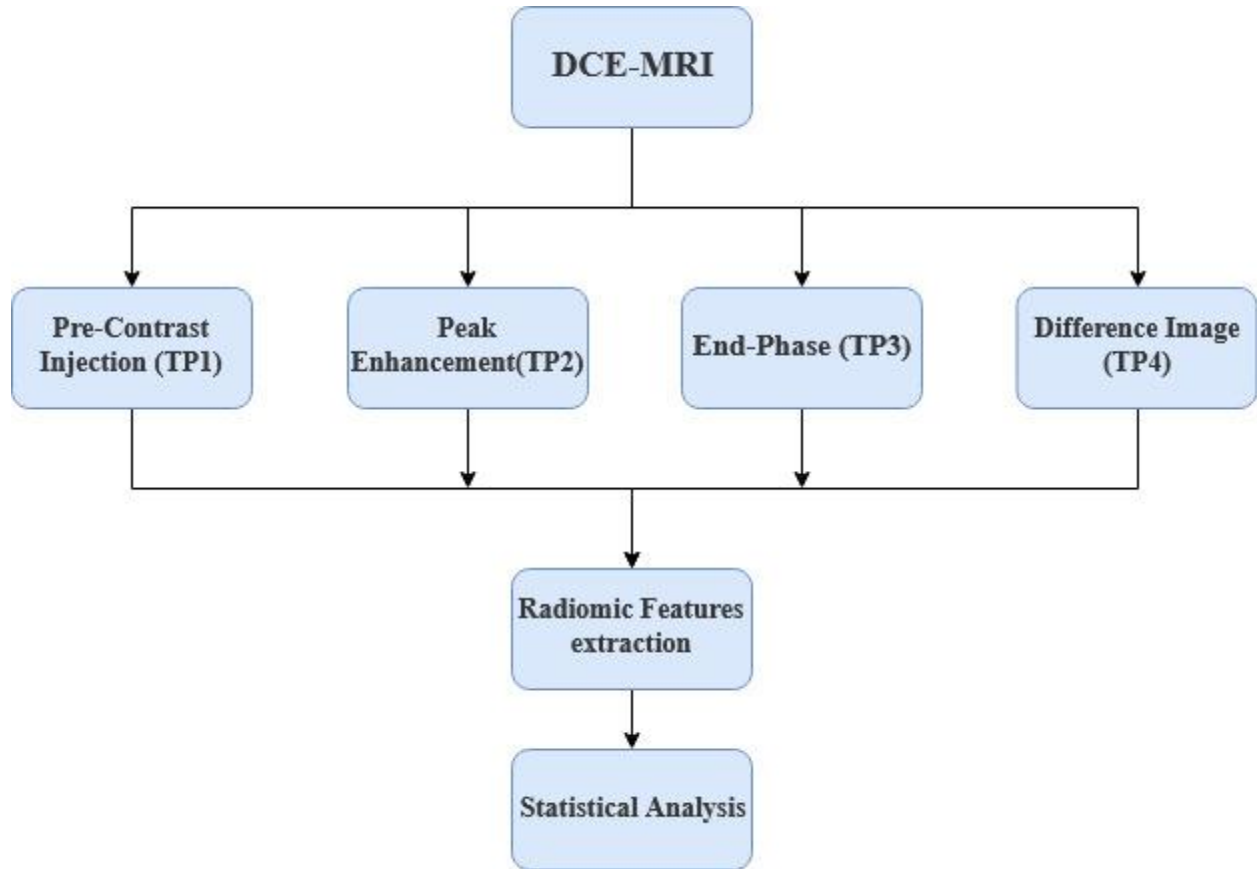 DCE-MRI
Pre-Contrast
Injection (TP1)
Peak
Enhancement(TP2)
End-Phase (TP3)
Difference Image
(TP4)
Radiomic Features
extraction
Statistical Analysis